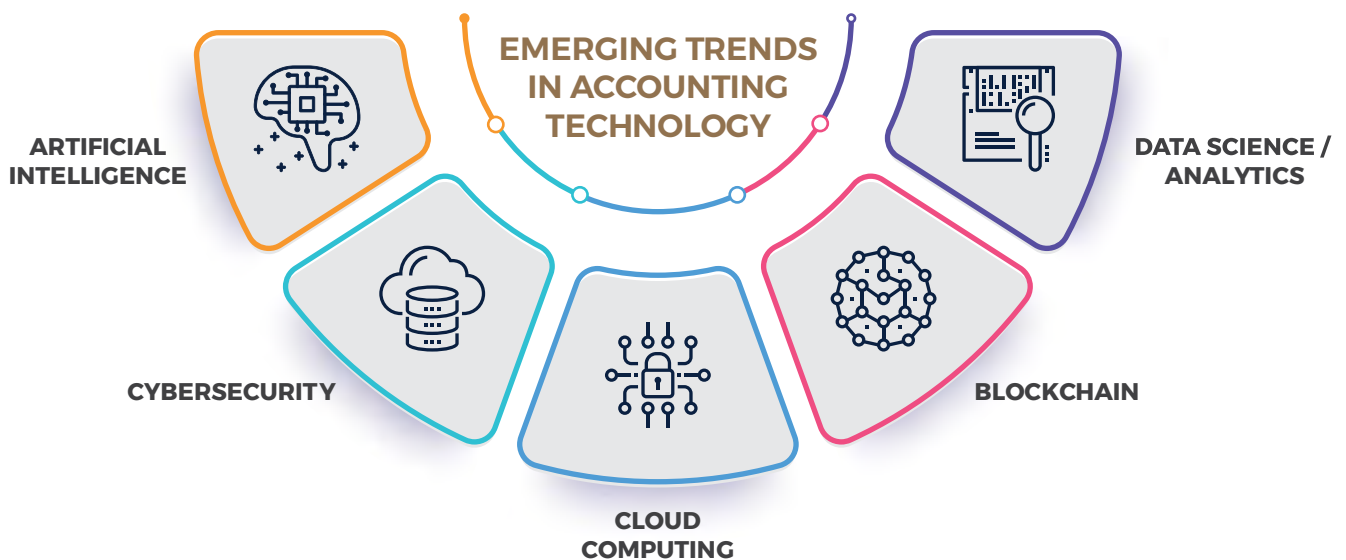 EMERGING TRENDS
IN ACCOUNTING
TECHNOLOGY
ARTIFICIAL
INTELLIGENCE
CYBERSECURITY
CLOUD
COMPUTING
BLOCKCHAIN
DATA SCIENCE /
ANALYTICS